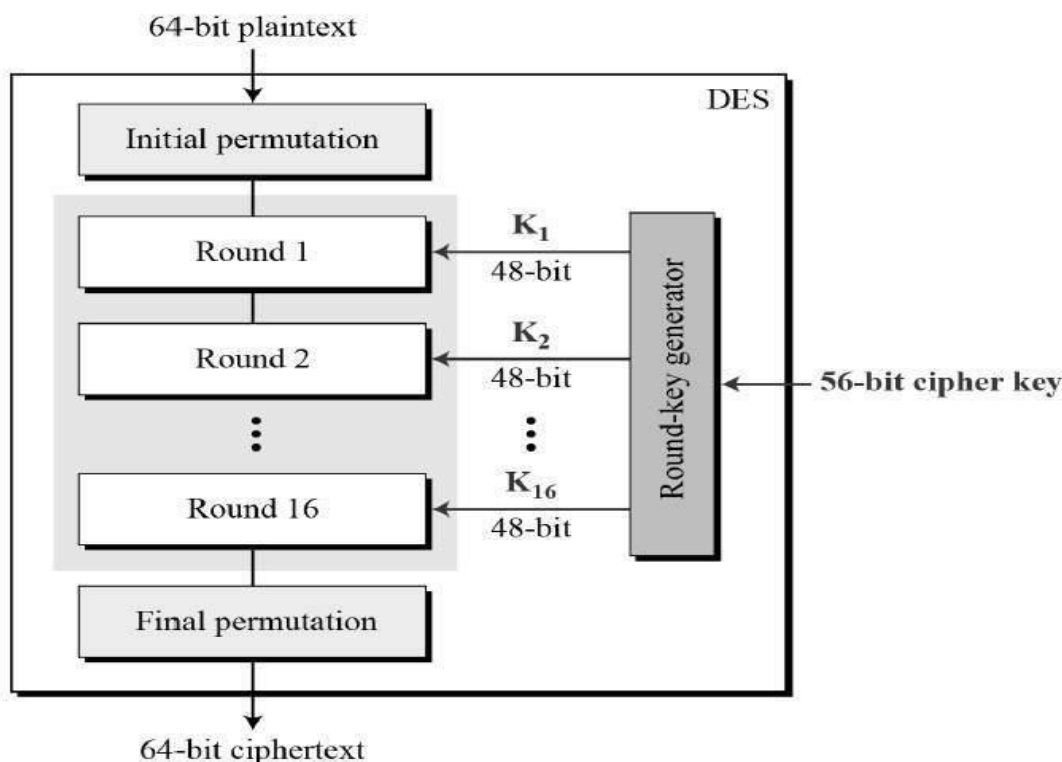 64-bit plaintext
DES
Initial permutation
Round 1
K₁
48-bit
Round 2
K₂
48-bit
Round 16
K₁₆
48-bit
Round-key generator
56-bit cipher key
Final permutation
64-bit ciphertext